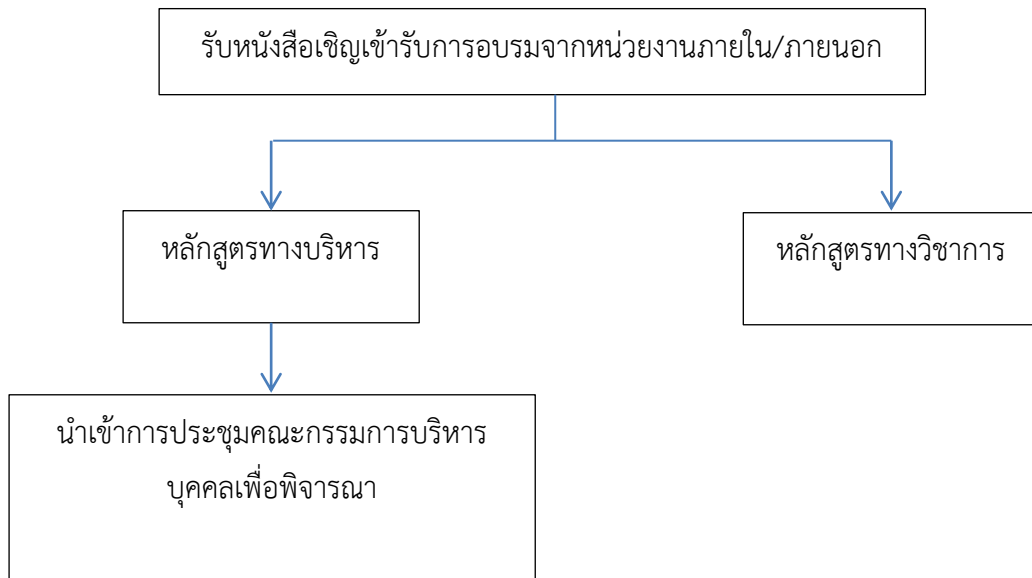 รับหนังสือเชิญเข้ารับการอบรมจากหน่วยงานภายใน/ภายนอก
หลักสูตรทางบริหาร
หลักสูตรทางวิชาการ
นำเข้าการประชุมคณะกรรมการบริหาร
บุคคลเพื่อพิจารณา